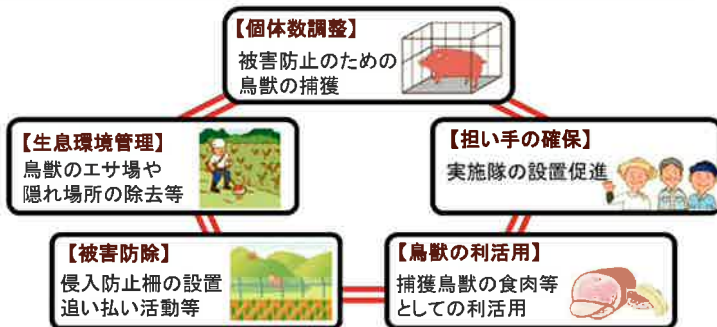 【個体数調整】
被害防止のための
鳥獣の捕獲
【生息環境管理】
鳥獣のエサ場や
隠れ場所の除去等
【担い手の確保】
実施隊の設置促進
【被害防除】
侵入防止柵の設置
追い払い活動等
【鳥獣の利活用】
捕獲鳥獣の食肉等
としての利活用